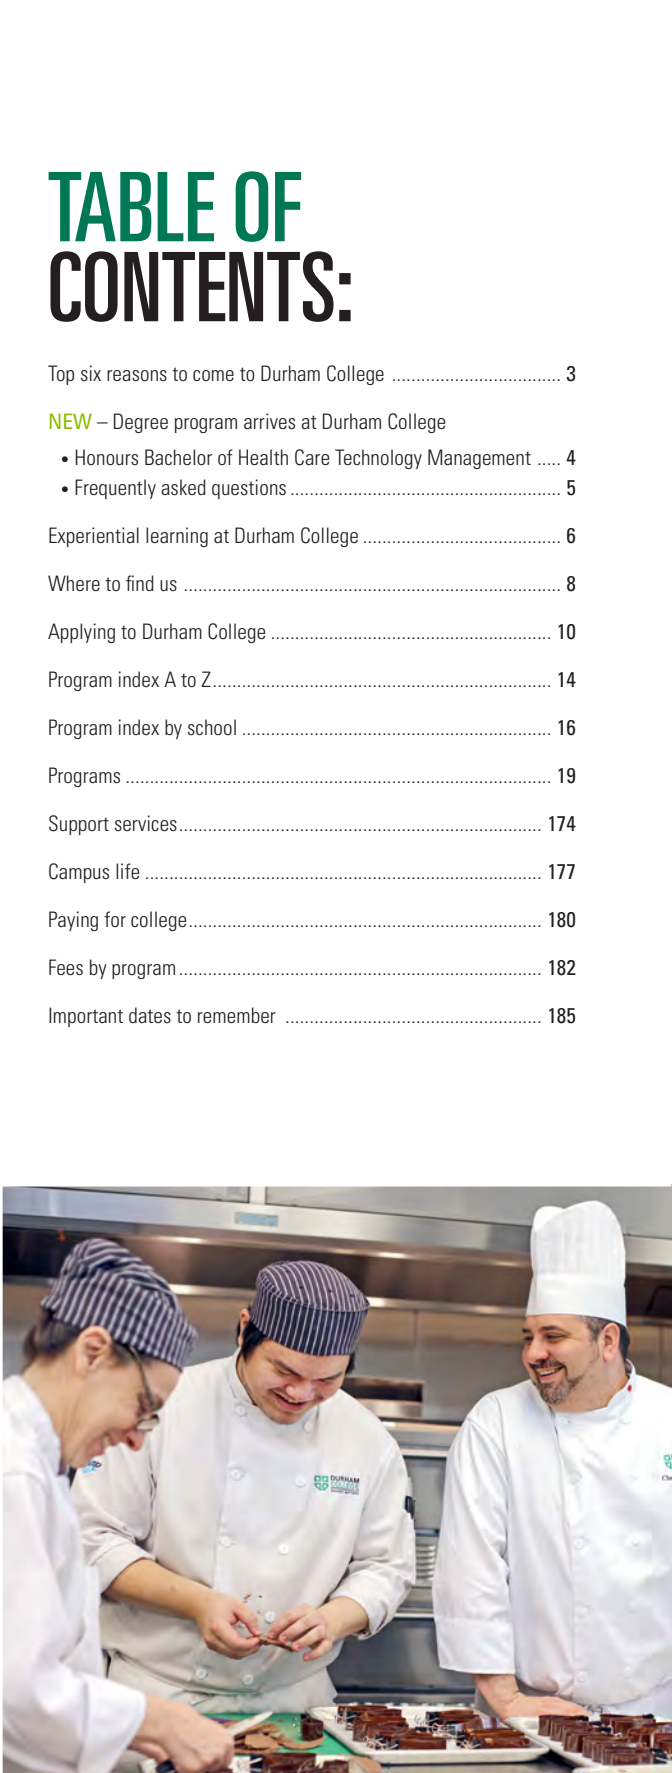 TABLE OF
CONTENTS:
Top six reasons to come to Durham College ................................... 3
NEW – Degree program arrives at Durham College
• Honours Bachelor of Health Care Technology Management ..... 4
• Frequently asked questions ........................................................ 5
Experiential learning at Durham College ......................................... 6
Where to find us .............................................................................. 8
Applying to Durham College .......................................................... 10
Program index A to Z...................................................................... 14
Program index by school ................................................................ 16
Programs ........................................................................................ 19
Support services........................................................................... 174
Campus life .................................................................................. 177
Paying for college......................................................................... 180
Fees by program........................................................................... 182
Important dates to remember ..................................................... 185
DURHAM
COLLEGE